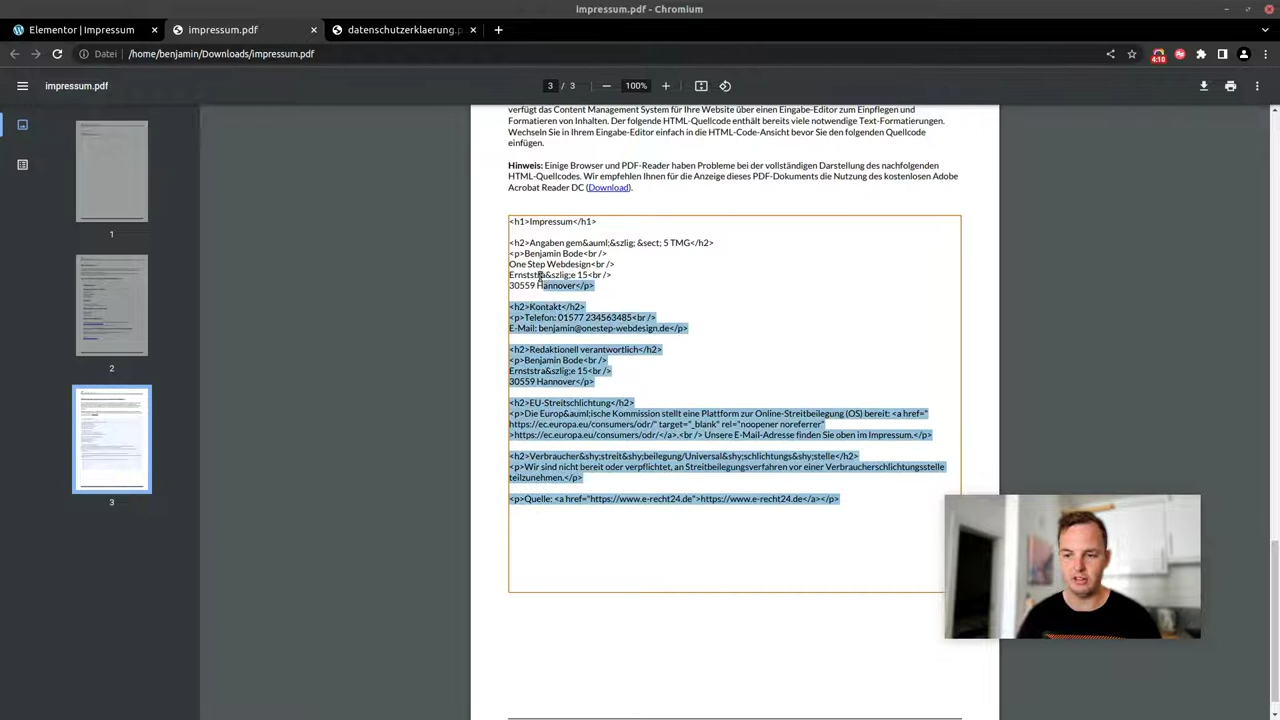 impressum.pdf - Chromium
Elementor | Impressum
impressum.pdf
datenschutzerklaerung.p
Datei
/home/benjamin/Downloads/impressum.pdf
4:10
impressum.pdf
3 / 3
100%
verfügt das Content Management System für Ihre Website über einen Eingabe-Editor zum Einpflegen und
Formatieren von Inhalten. Der folgende HTML-Quellcode enthält bereits viele notwendige Text-Formatierungen.
Wechseln Sie in Ihrem Eingabe-Editor einfach in die HTML-Code-Ansicht bevor Sie den folgenden Quellcode
einfügen.
Hinweis: Einige Browser und PDF-Reader haben Probleme bei der vollständigen Darstellung des nachfolgenden
HTML-Quellcodes. Wir empfehlen Ihnen für die Anzeige dieses PDF-Dokuments die Nutzung des kostenlosen Adobe
Acrobat Reader DC (Download).
<h1>Impressum</h1>
<h2>Angaben gem&auml;&szlig; &sect; 5 TMG</h2>
<p>Benjamin Bode<br />
One Step Webdesign<br />
Ernststra&szlig;e 15<br />
30559 Hannover</p>
<h2>Kontakt</h2>
<p>Telefon: 01577 234563485<br />
E-Mail: benjamin@onestep-webdesign.de</p>
<h2>Redaktionell verantwortlich</h2>
<p>Benjamin Bode<br />
Ernststra&szlig;e 15<br />
30559 Hannover</p>
<h2>EU-Streitschlichtung</h2>
<p>Die Europ&auml;ische Kommission stellt eine Plattform zur Online-Streitbeilegung (OS) bereit: <a href="
https://ec.europa.eu/consumers/odr/" target="_blank" rel="noopener noreferrer"
>https://ec.europa.eu/consumers/odr/</a>.<br /> Unsere E-Mail-Adresse finden Sie oben im Impressum.</p>
<h2>Verbraucher&shy;streit&shy;beilegung/Universal&shy;schlichtungs&shy;stelle</h2>
<p>Wir sind nicht bereit oder verpflichtet, an Streitbeilegungsverfahren vor einer Verbraucherschlichtungsstelle
teilzunehmen.</p>
<p>Quelle: <a href="https://www.e-recht24.de">https://www.e-recht24.de</a></p>
1
2
3